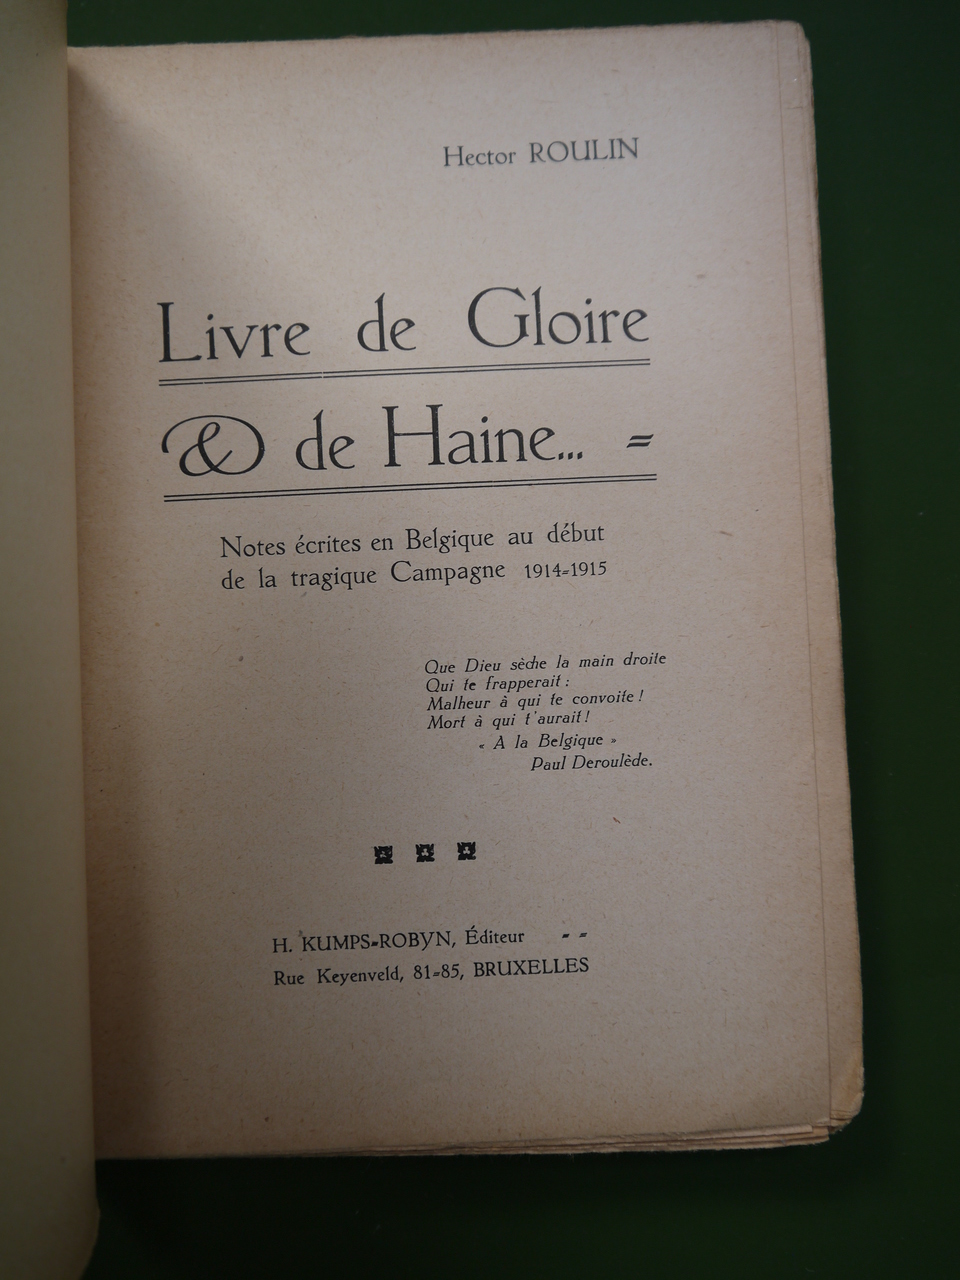 Hector ROULIN
Livre de Gloire
& de Haine... =
Notes écrites en Belgique au début
de la tragique Campagne 1914=1915
Que Dieu sèche la main droite
Qui te frapperait :
Malheur à qui te convoite !
Mort à qui t'aurait !
« A la Belgique »
Paul Deroulède.
H. KUMPS=ROBYN, Éditeur = =
Rue Keyenveld, 81=85, BRUXELLES